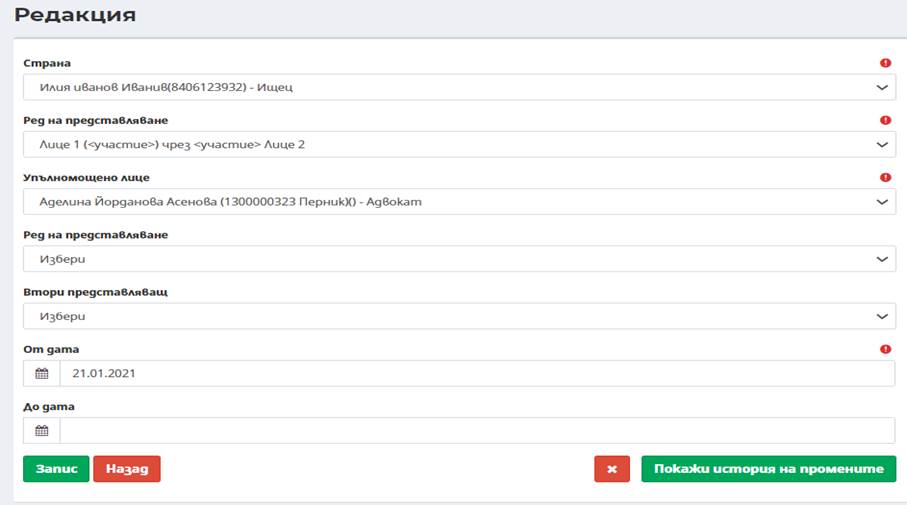 Редакция
Страна
Илия иванов Иванив(8406123932) - Ищец
Ред на представляване
Лице 1 (<участие>) чрез <участие> Лице 2
Упълномощено лице
Аделина Йорданова Асенова (1300000323 Перник)() - Адвокат
Ред на представляване
Избери
Втори представляващ
Избери
От дата
21.01.2021
До дата
Запис Назад Покажи история на промените